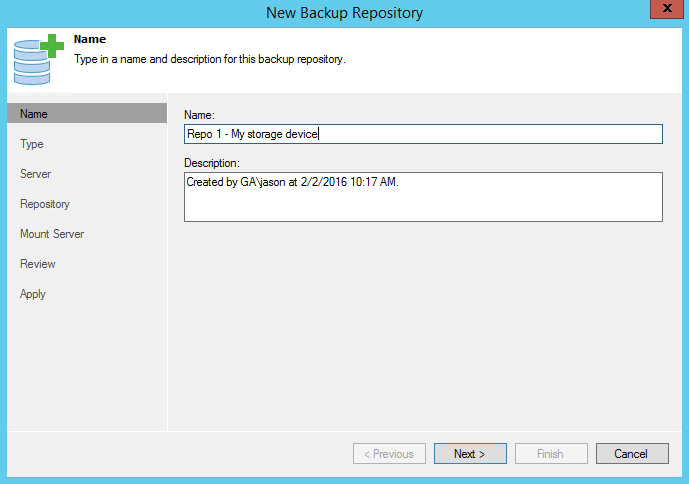 New Backup Repository
x
Name
Type in a name and description for this backup repository.
Name
Type
Server
Repository
Mount Server
Review
Apply
Name:
Repo 1 - My storage device
Description:
Created by GA\jason at 2/2/2016 10:17 AM.
< Previous
Next >
Finish
Cancel